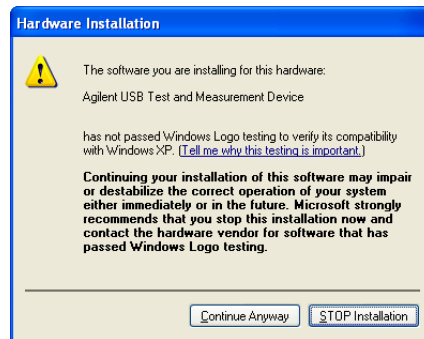 Hardware Installation
The software you are installing for this hardware:
Agilent USB Test and Measurement Device
has not passed Windows Logo testing to verify its compatibility
with Windows XP. (Tell me why this testing is important.)
Continuing your installation of this software may impair
or destabilize the correct operation of your system
either immediately or in the future. Microsoft strongly
recommends that you stop this installation now and
contact the hardware vendor for software that has
passed Windows Logo testing.
Continue Anyway STOP Installation